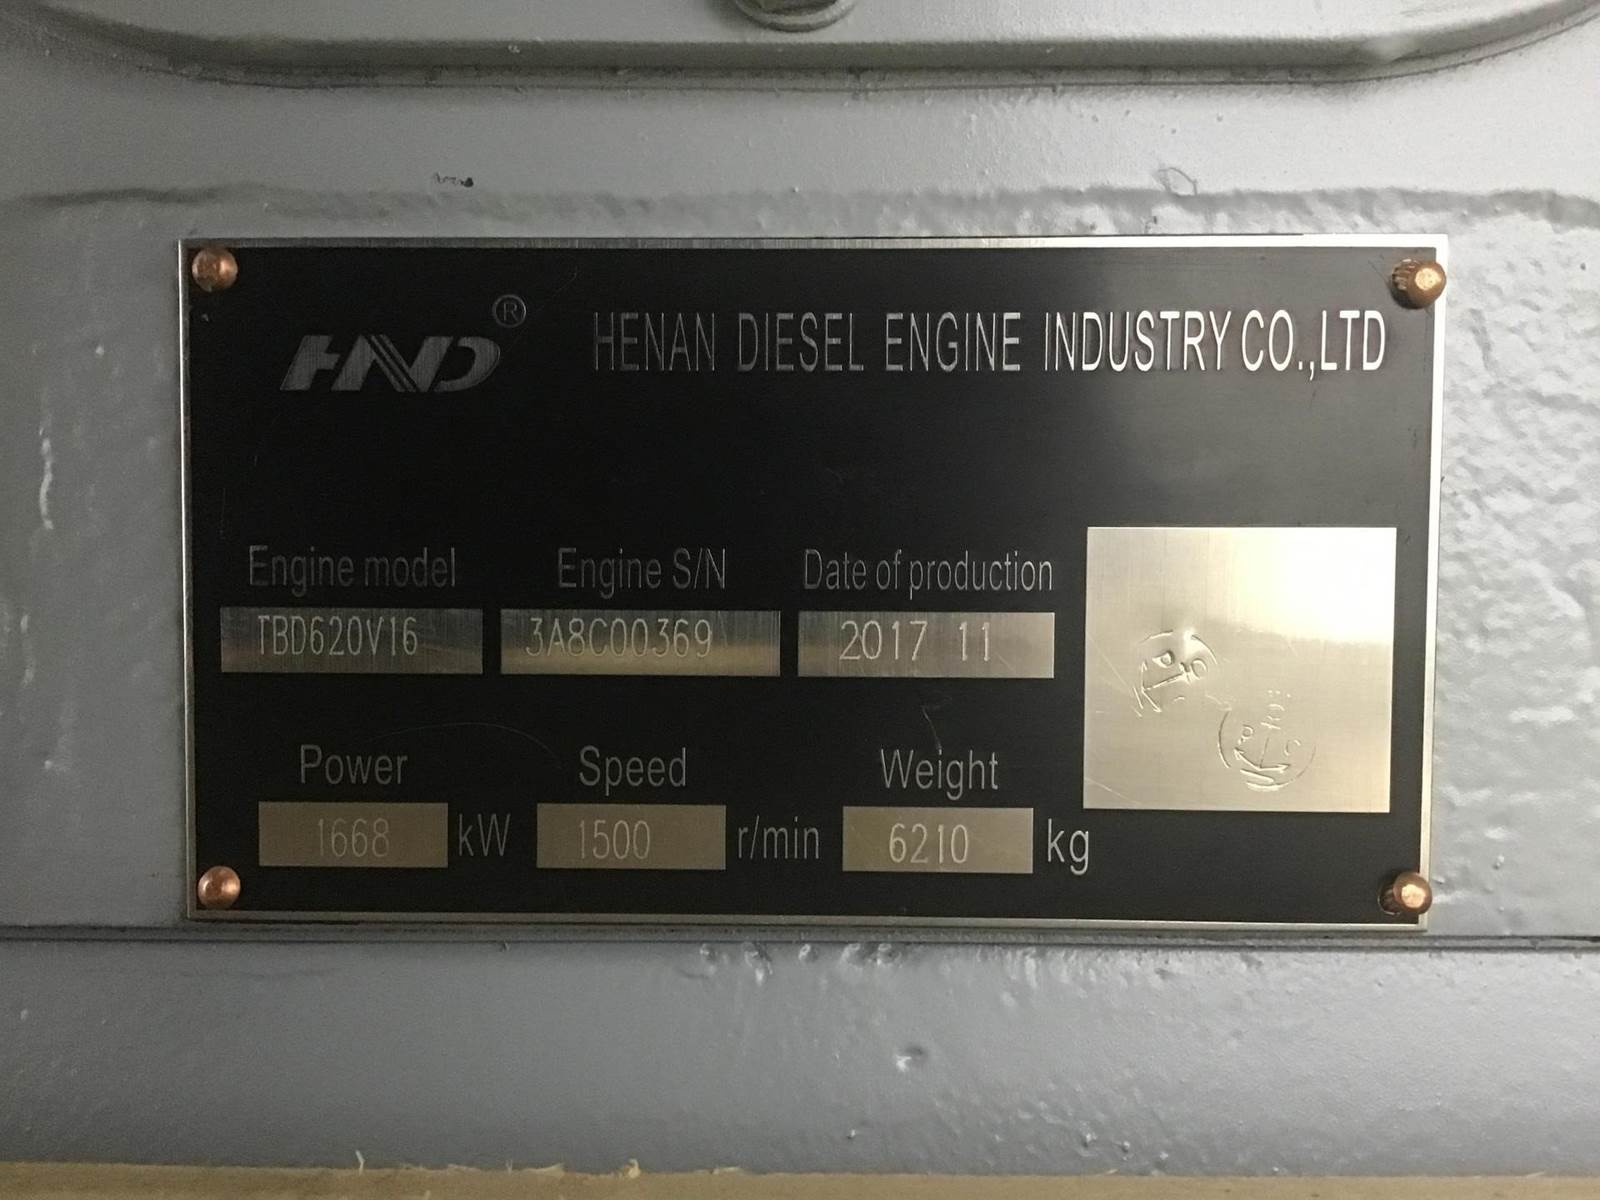 HND®
HENAN DIESEL ENGINE INDUSTRY CO.,LTD
Engine model Engine S/N Date of production
TBD620V16 3A8C00369 2017 11
Power Speed Weight
1668 kW 1500 r/min 6210 kg